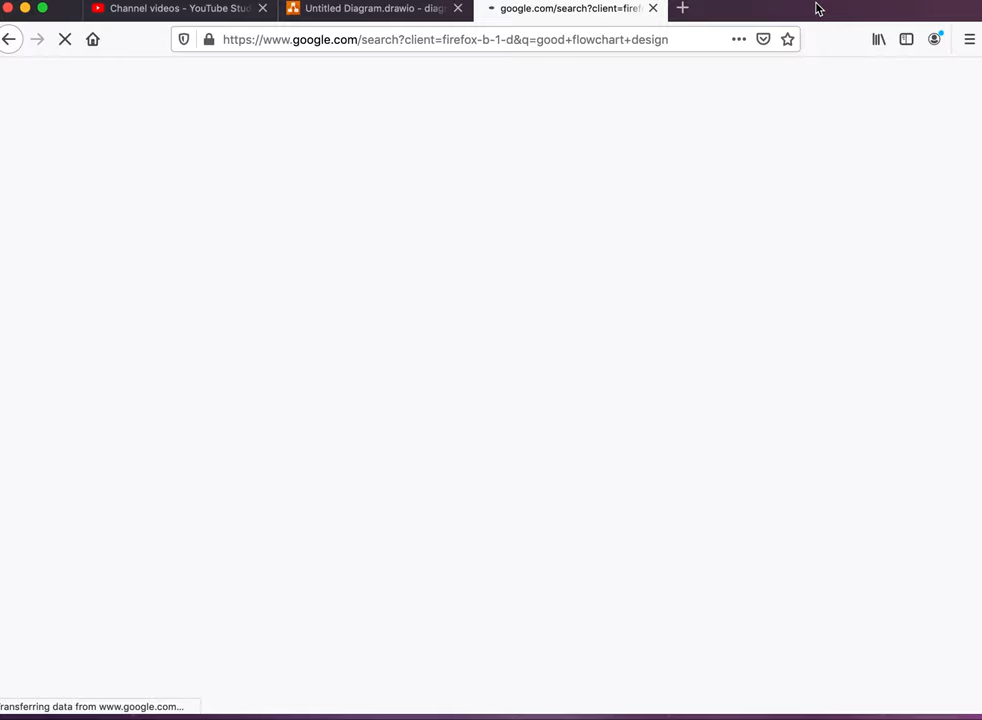 Channel videos - YouTube Stud
Untitled Diagram.drawio - diag
google.com/search?client=firef
https://www.google.com/search?client=firefox-b-1-d&q=good+flowchart+design
ransferring data from www.google.com...